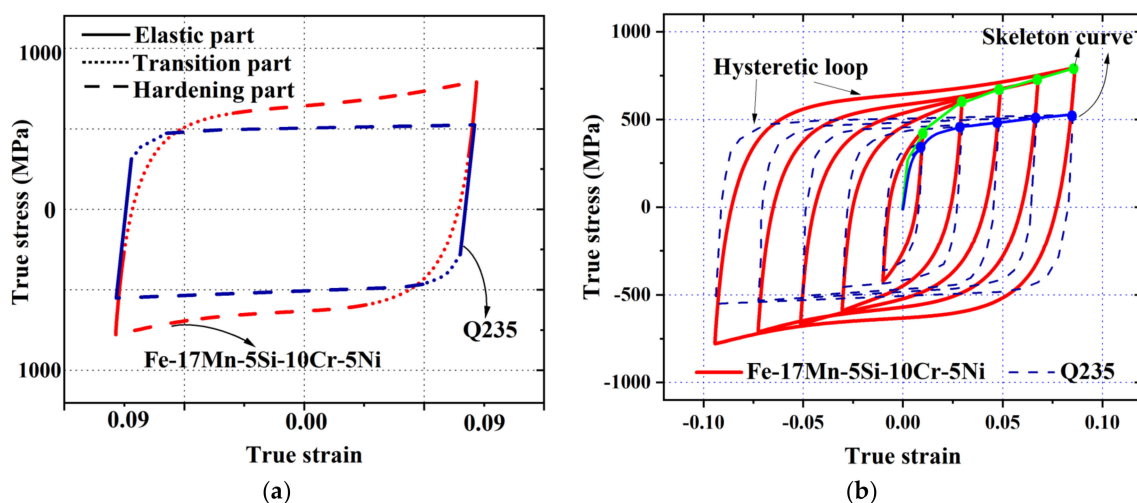 1000
Elastic part
Transition part
Hardening part
0
1000
True stress (MPa)
Q235
Fe-17Mn-5Si-10Cr-5Ni
0.09 0.00 0.09
True strain
(a)
1000
500
0
-500
-1000
True stress (MPa)
Skeleton curve
Hysteretic loop
Fe-17Mn-5Si-10Cr-5Ni Q235
-0.10 -0.05 0.00 0.05 0.10
True strain
(b)